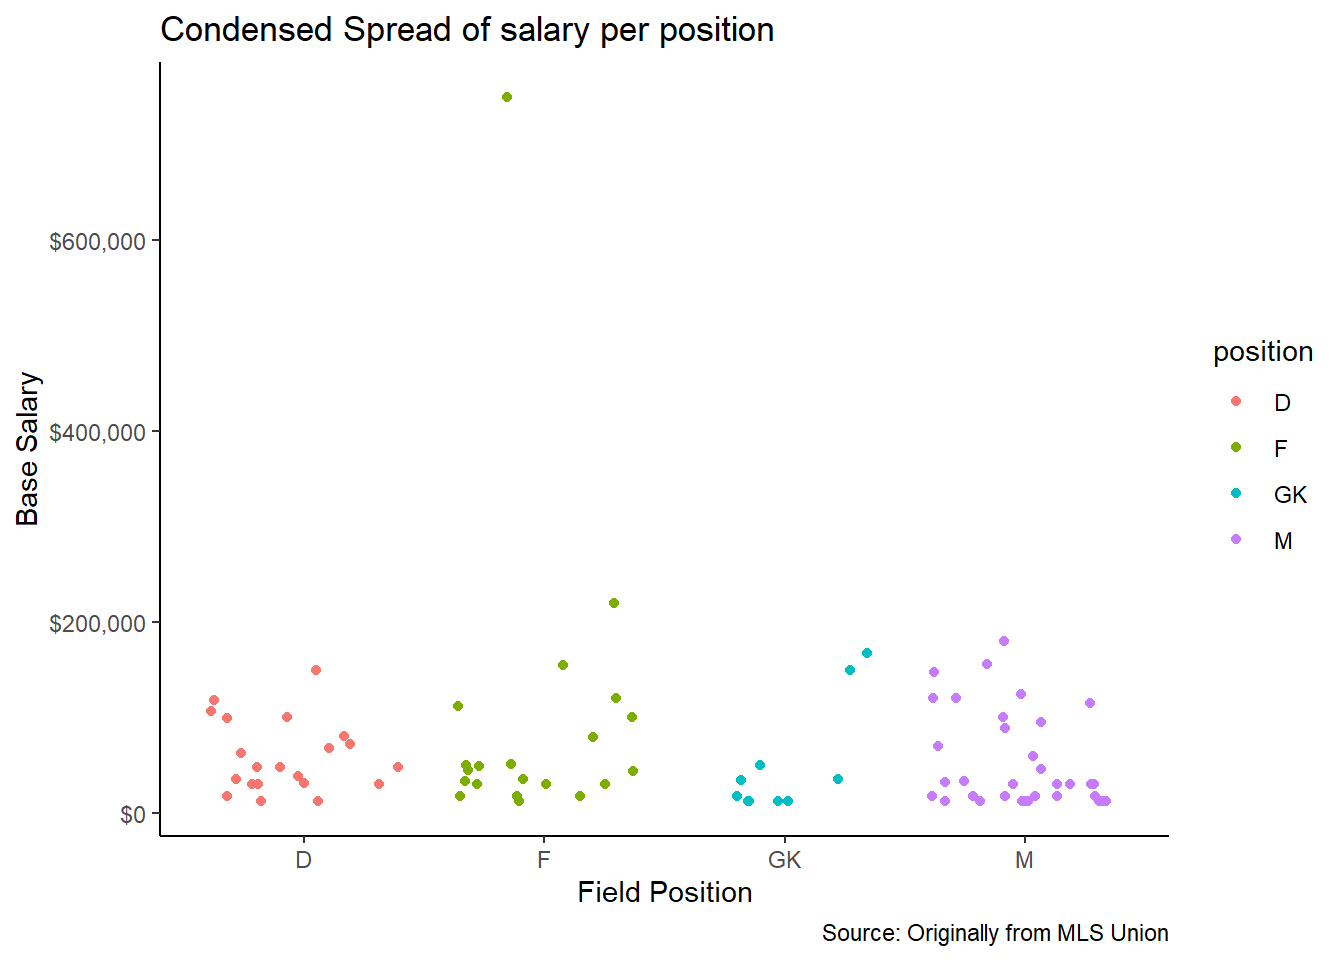 Condensed Spread of salary per position
$600,000
$400,000
$200,000
$0
Base Salary
D
F
GK
M
Field Position
position
D
F
GK
M
Source: Originally from MLS Union